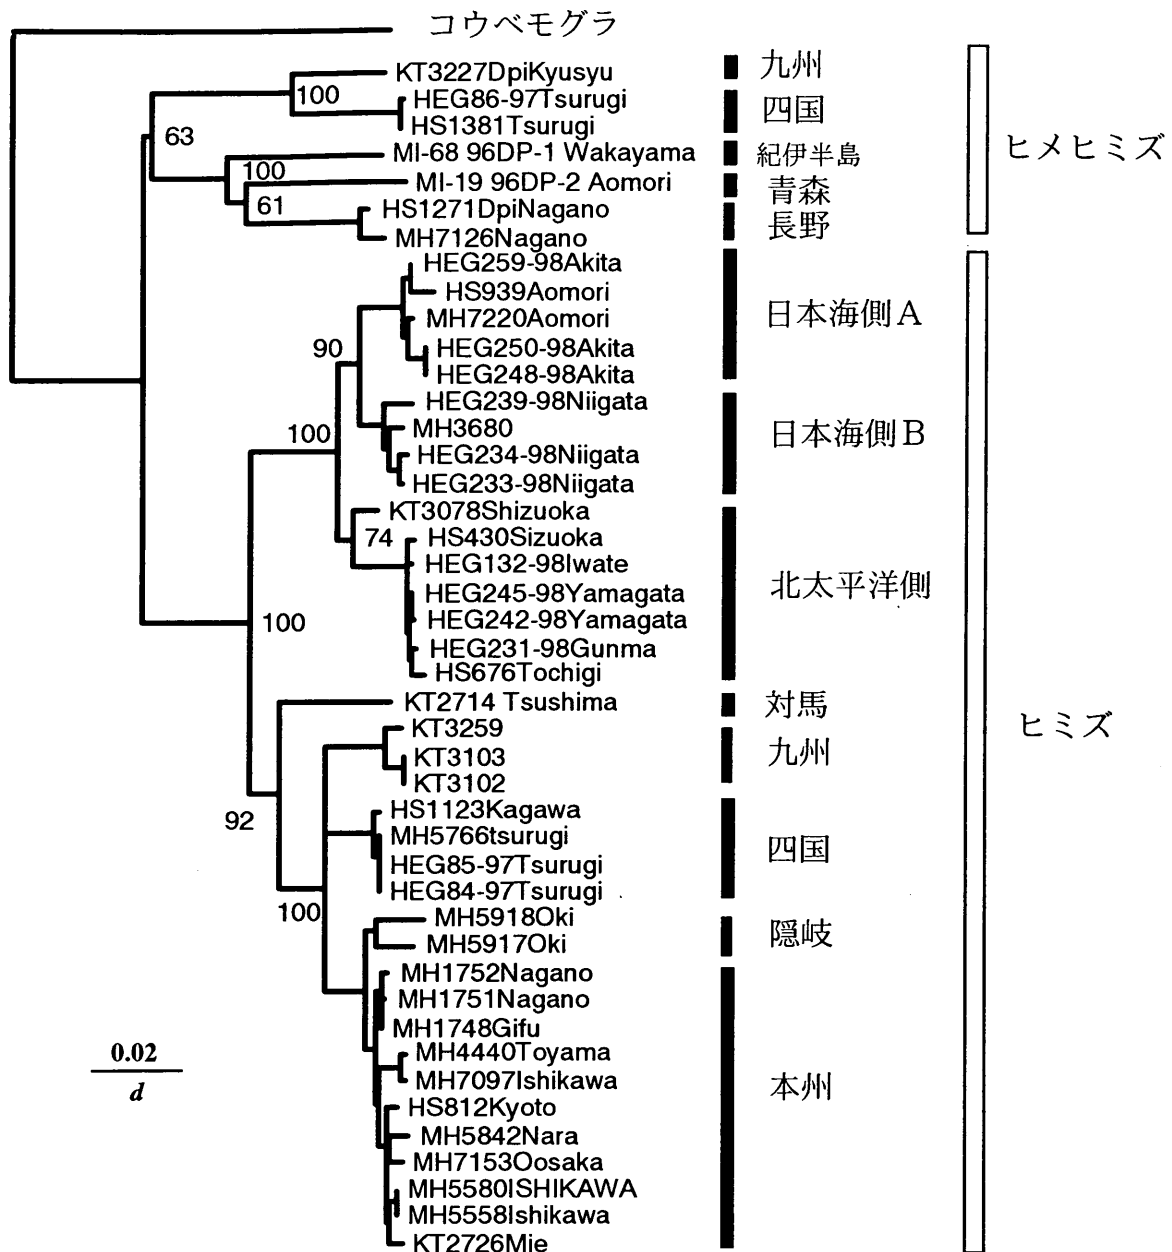 コウベモグラ
KT3227DpiKyusyu
九州
100
HEG86-97Tsurugi
四国
HS1381Tsurugi
63
ヒメヒミズ
MI-68 96DP-1 Wakayama
紀伊半島
100
MI-19 96DP-2 Aomori
青森
61
HS1271DpiNagano
長野
MH7126Nagano
HEG259-98Akita
HS939Aomori
日本海側A
MH7220Aomori
90
HEG250-98Akita
HEG248-98Akita
HEG239-98Niigata
100
MH3680
日本海側B
HEG234-98Niigata
HEG233-98Niigata
KT3078Shizuoka
74
HS430Sizuoka
HEG132-98Iwate
北太平洋側
HEG245-98Yamagata
100
HEG242-98Yamagata
HEG231-98Gunma
HS676Tochigi
KT2714 Tsushima
対馬
ヒミズ
KT3259
九州
KT3103
KT3102
92
HS1123Kagawa
MH5766tsurugi
四国
HEG85-97Tsurugi
HEG84-97Tsurugi
100
MH5918Oki
隠岐
MH5917Oki
MH1752Nagano
MH1751Nagano
MH1748Gifu
0.02
d
MH4440Toyama
MH7097Ishikawa
本州
HS812Kyoto
MH5842Nara
MH7153Oosaka
MH5580ISHIKAWA
MH5558Ishikawa
KT2726Mie